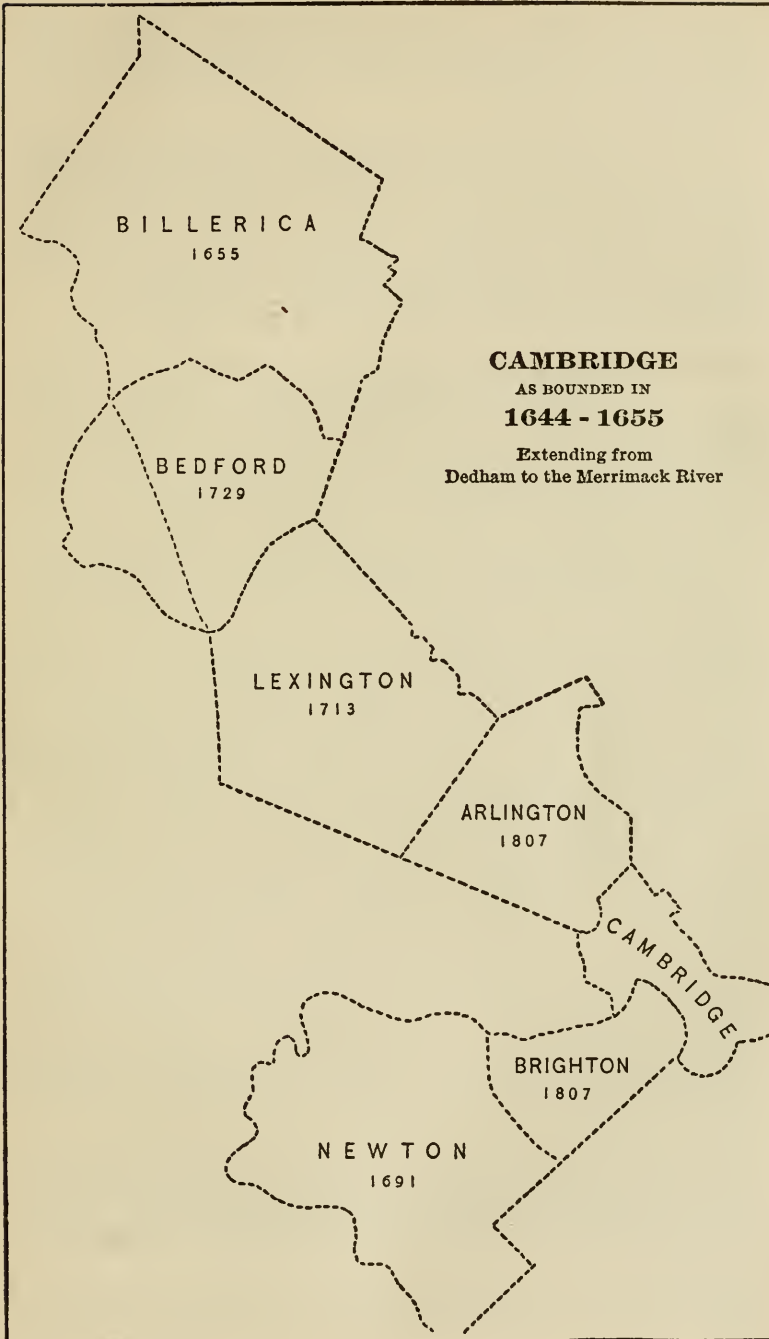 BILLERICA
1655
CAMBRIDGE
AS BOUNDED IN
1644 - 1655
Extending from
Dedham to the Merrimack River
BEDFORD
1729
LEXINGTON
1713
ARLINGTON
1807
CAMBRIDGE
BRIGHTON
1807
NEWTON
1691